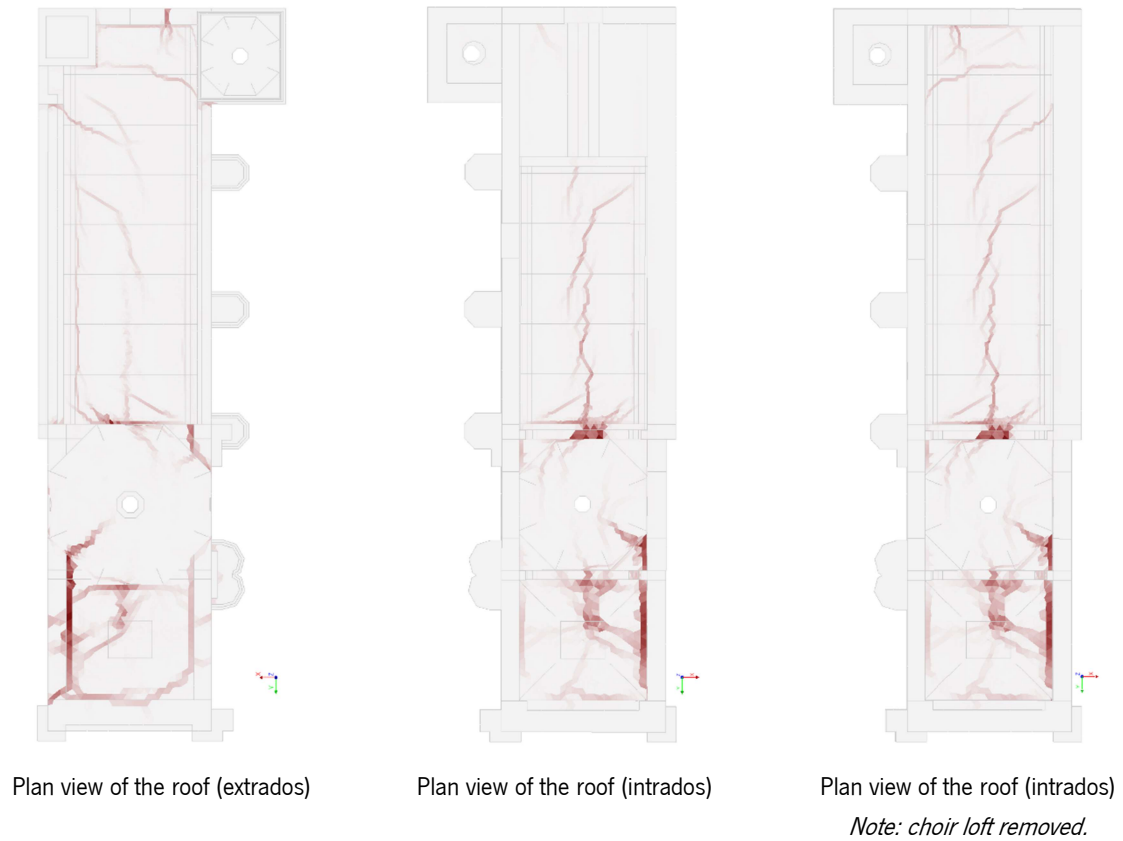 Plan view of the roof (extrados)
Plan view of the roof (intrados)
Plan view of the roof (intrados)
Note: choir loft removed.